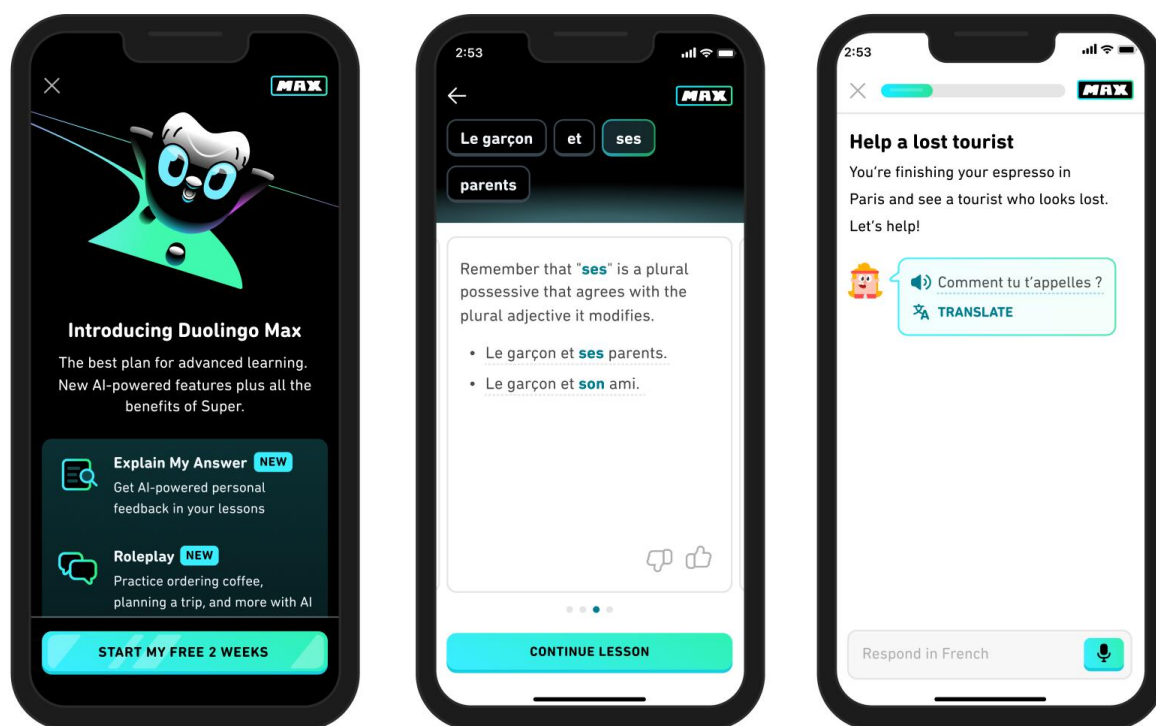 MAX
Introducing Duolingo Max
The best plan for advanced learning.
New AI-powered features plus all the
benefits of Super.
Explain My Answer NEW
Get AI-powered personal
feedback in your lessons
Roleplay NEW
Practice ordering coffee,
planning a trip, and more with AI
START MY FREE 2 WEEKS
2:53
MAX
Le garçon et ses
parents
Remember that "ses" is a plural
possessive that agrees with the
plural adjective it modifies.
• Le garçon et ses parents.
• Le garçon et son ami.
CONTINUE LESSON
2:53
MAX
Help a lost tourist
You're finishing your espresso in
Paris and see a tourist who looks lost.
Let's help!
Comment tu t'appelles ?
TRANSLATE
Respond in French